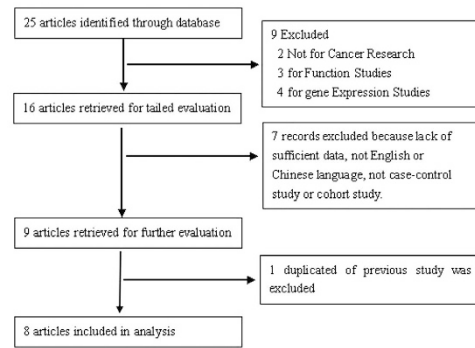 25 articles identified through database
9 Excluded
2 Not for Cancer Research
3 for Function Studies
4 for gene Expression Studies
16 articles retrieved for tailed evaluation
7 records excluded because lack of
sufficient data, not English or
Chinese language, not case-control
study or cohort study.
9 articles retrieved for further evaluation
1 duplicated of previous study was
excluded
8 articles included in analysis